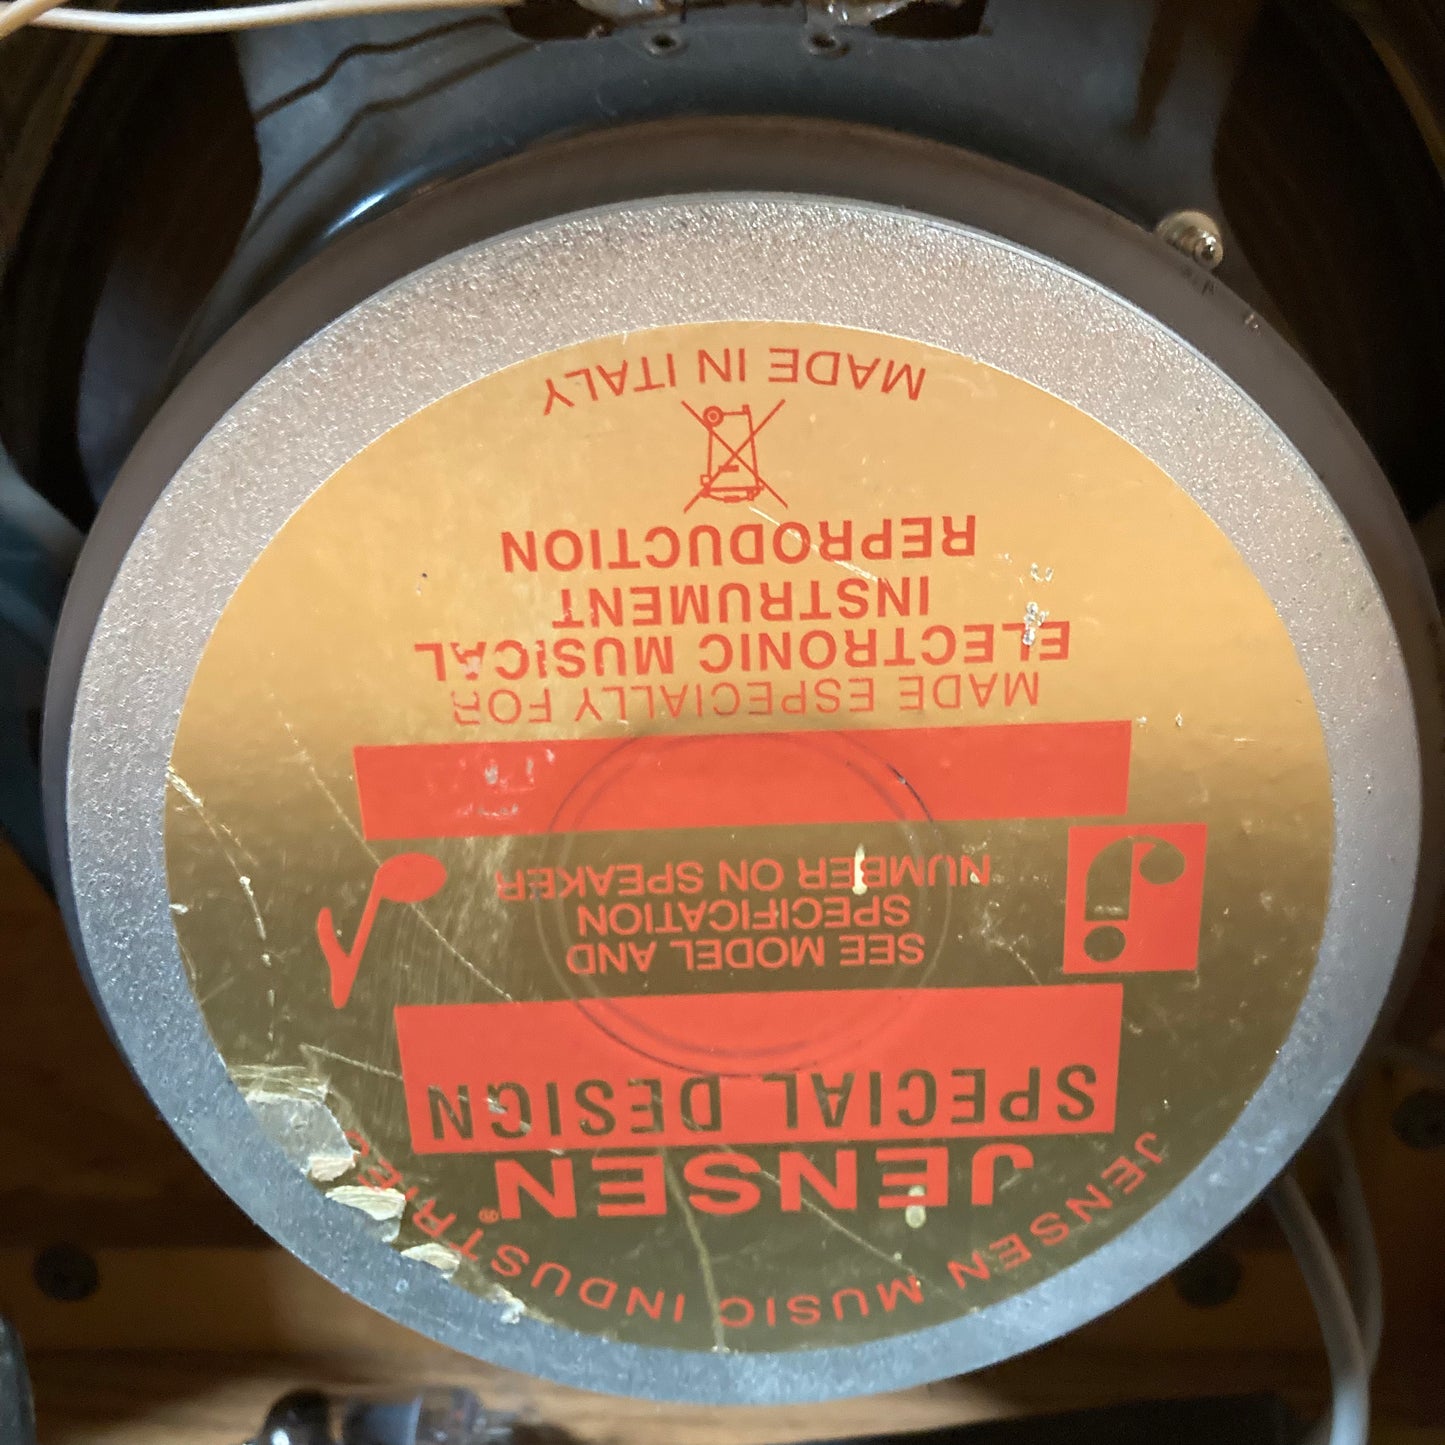 JENSEN MUSIC INDUSTRIES
JENSEN®
SPECIAL DESIGN
SEE MODEL AND
SPECIFICATION
NUMBER ON SPEAKER
MADE ESPECIALLY FOR
ELECTRONIC MUSICAL
INSTRUMENT
REPRODUCTION
MADE IN ITALY